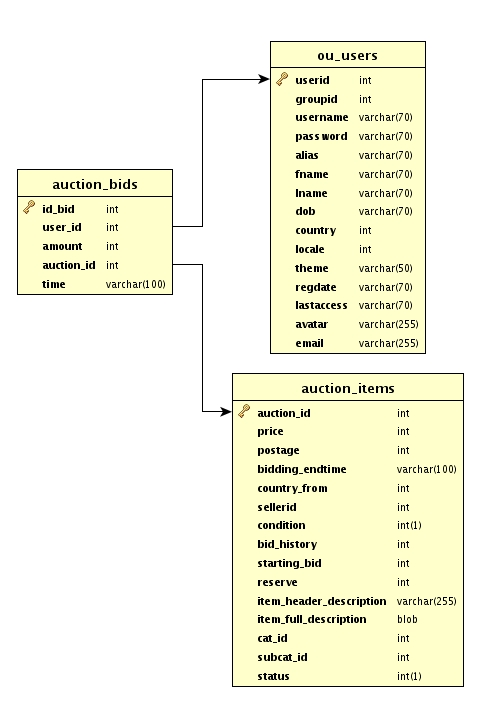 ou_users
userid int
groupid int
username varchar(70)
password varchar(70)
alias varchar(70)
fname varchar(70)
lname varchar(70)
dob varchar(70)
country int
locale int
theme varchar(50)
regdate varchar(70)
lastaccess varchar(70)
avatar varchar(255)
email varchar(255)
auction_bids
id_bid int
user_id int
amount int
auction_id int
time varchar(100)
auction_items
auction_id int
price int
postage int
bidding_endtime varchar(100)
country_from int
sellerid int
condition int(1)
bid_history int
starting_bid int
reserve int
item_header_description varchar(255)
item_full_description blob
cat_id int
subcat_id int
status int(1)